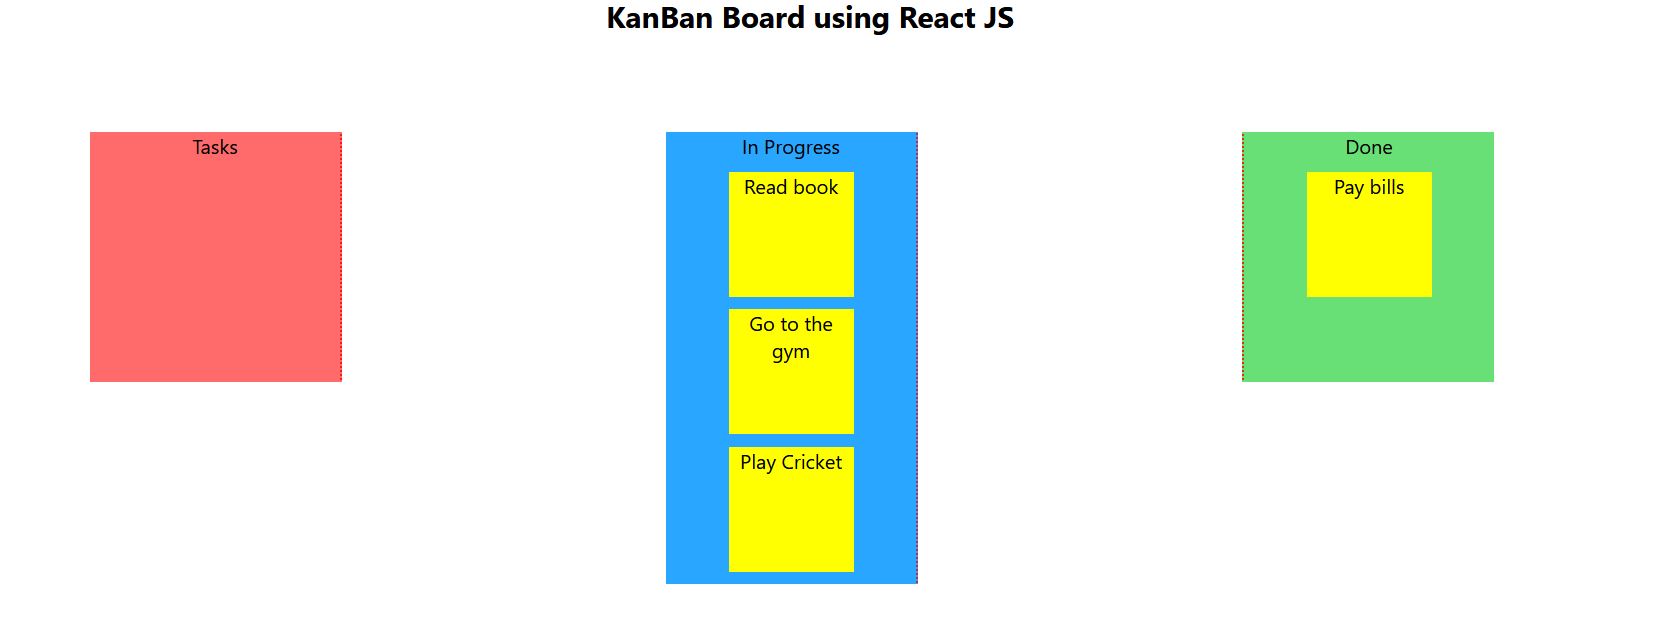 KanBan Board using React JS
Tasks
In Progress
Read book
Go to the
gym
Play Cricket
Done
Pay bills